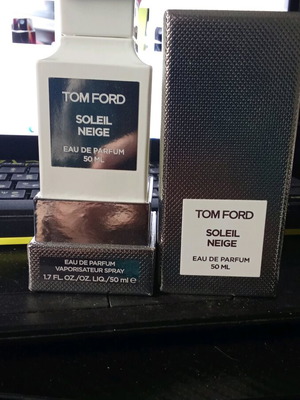 TOM FORD
SOLEIL
NEIGE
EAU DE PARFUM
50 ML
EAU DE PARFUM
VAPORISATEUR SPRAY
1.7 FL. OZ./OZ. LIQ./50 ml ℮
TOM FORD
SOLEIL
NEIGE
EAU DE PARFUM
50 ML